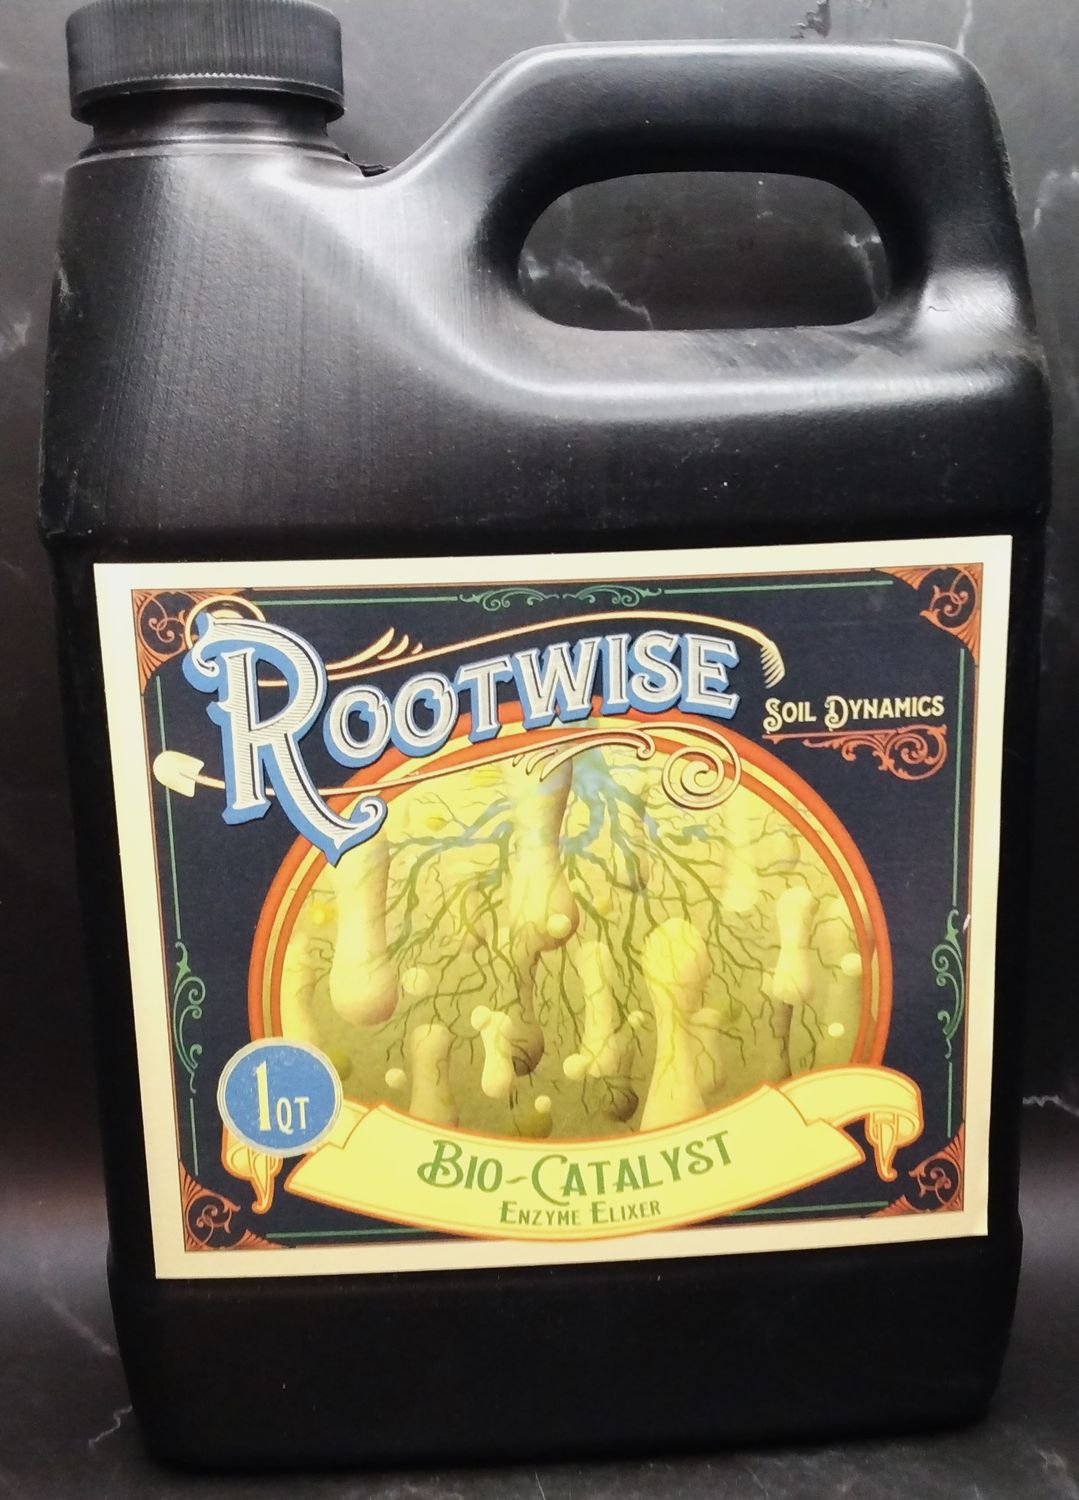 ROOTWISE
SOIL DYNAMICS
1 QT
BIO-CATALYST
ENZYME ELIXER